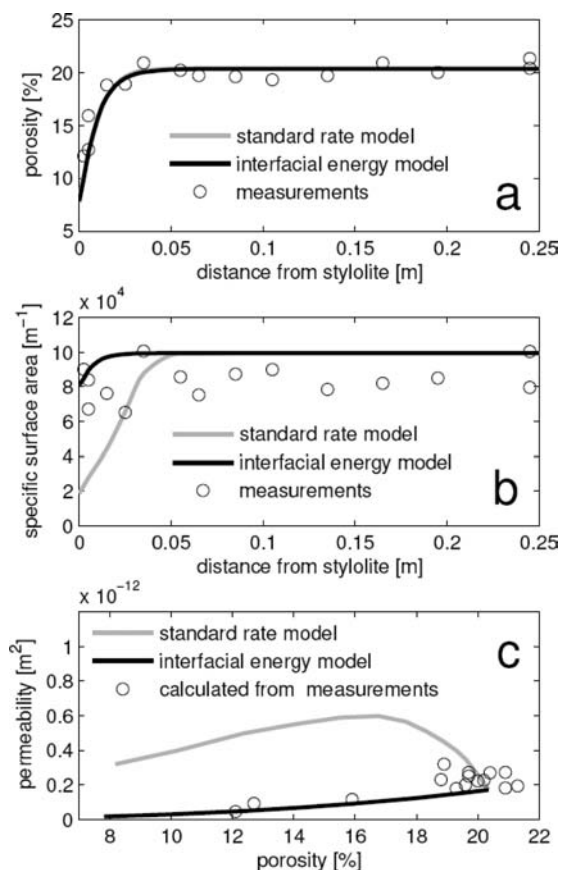 25
20
15
10
5
porosity [%]
standard rate model
interfacial energy model
measurements
a
0 0.05 0.1 0.15 0.2 0.25
distance from stylolite [m]
x 10⁴
12
10
8
6
4
2
0
specific surface area [m⁻¹]
standard rate model
interfacial energy model
measurements
b
0 0.05 0.1 0.15 0.2 0.25
distance from stylolite [m]
x 10⁻¹²
1
0.8
0.6
0.4
0.2
0
permeability [m²]
standard rate model
interfacial energy model
calculated from measurements
c
8 10 12 14 16 18 20 22
porosity [%]